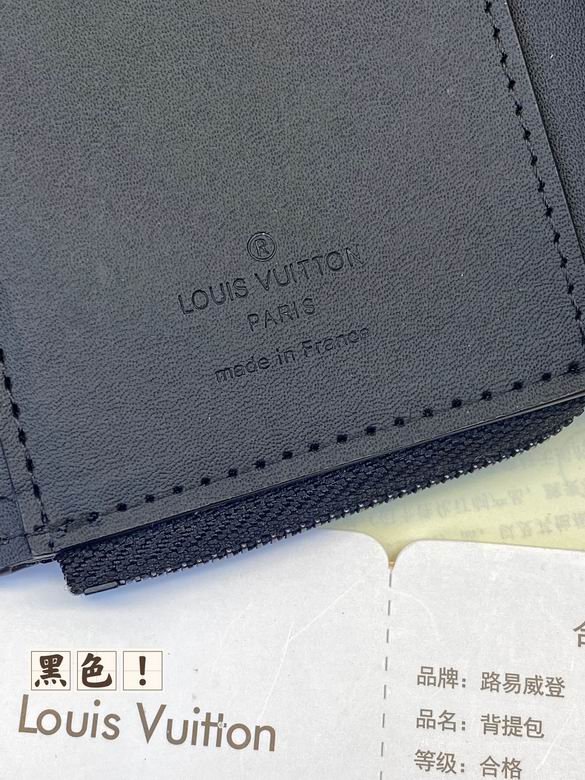 ®
LOUIS VUITTON
PARIS
made in France
黑色！
Louis Vuitton
合
品牌：路易威登
品名：背提包
等级：合格